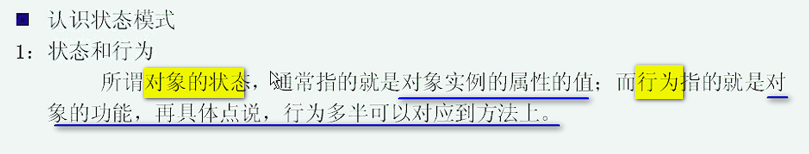 认识状态模式
1：状态和行为
所谓对象的状态，通常指的就是对象实例的属性的值；而行为指的就是对
象的功能，再具体点说，行为多半可以对应到方法上。